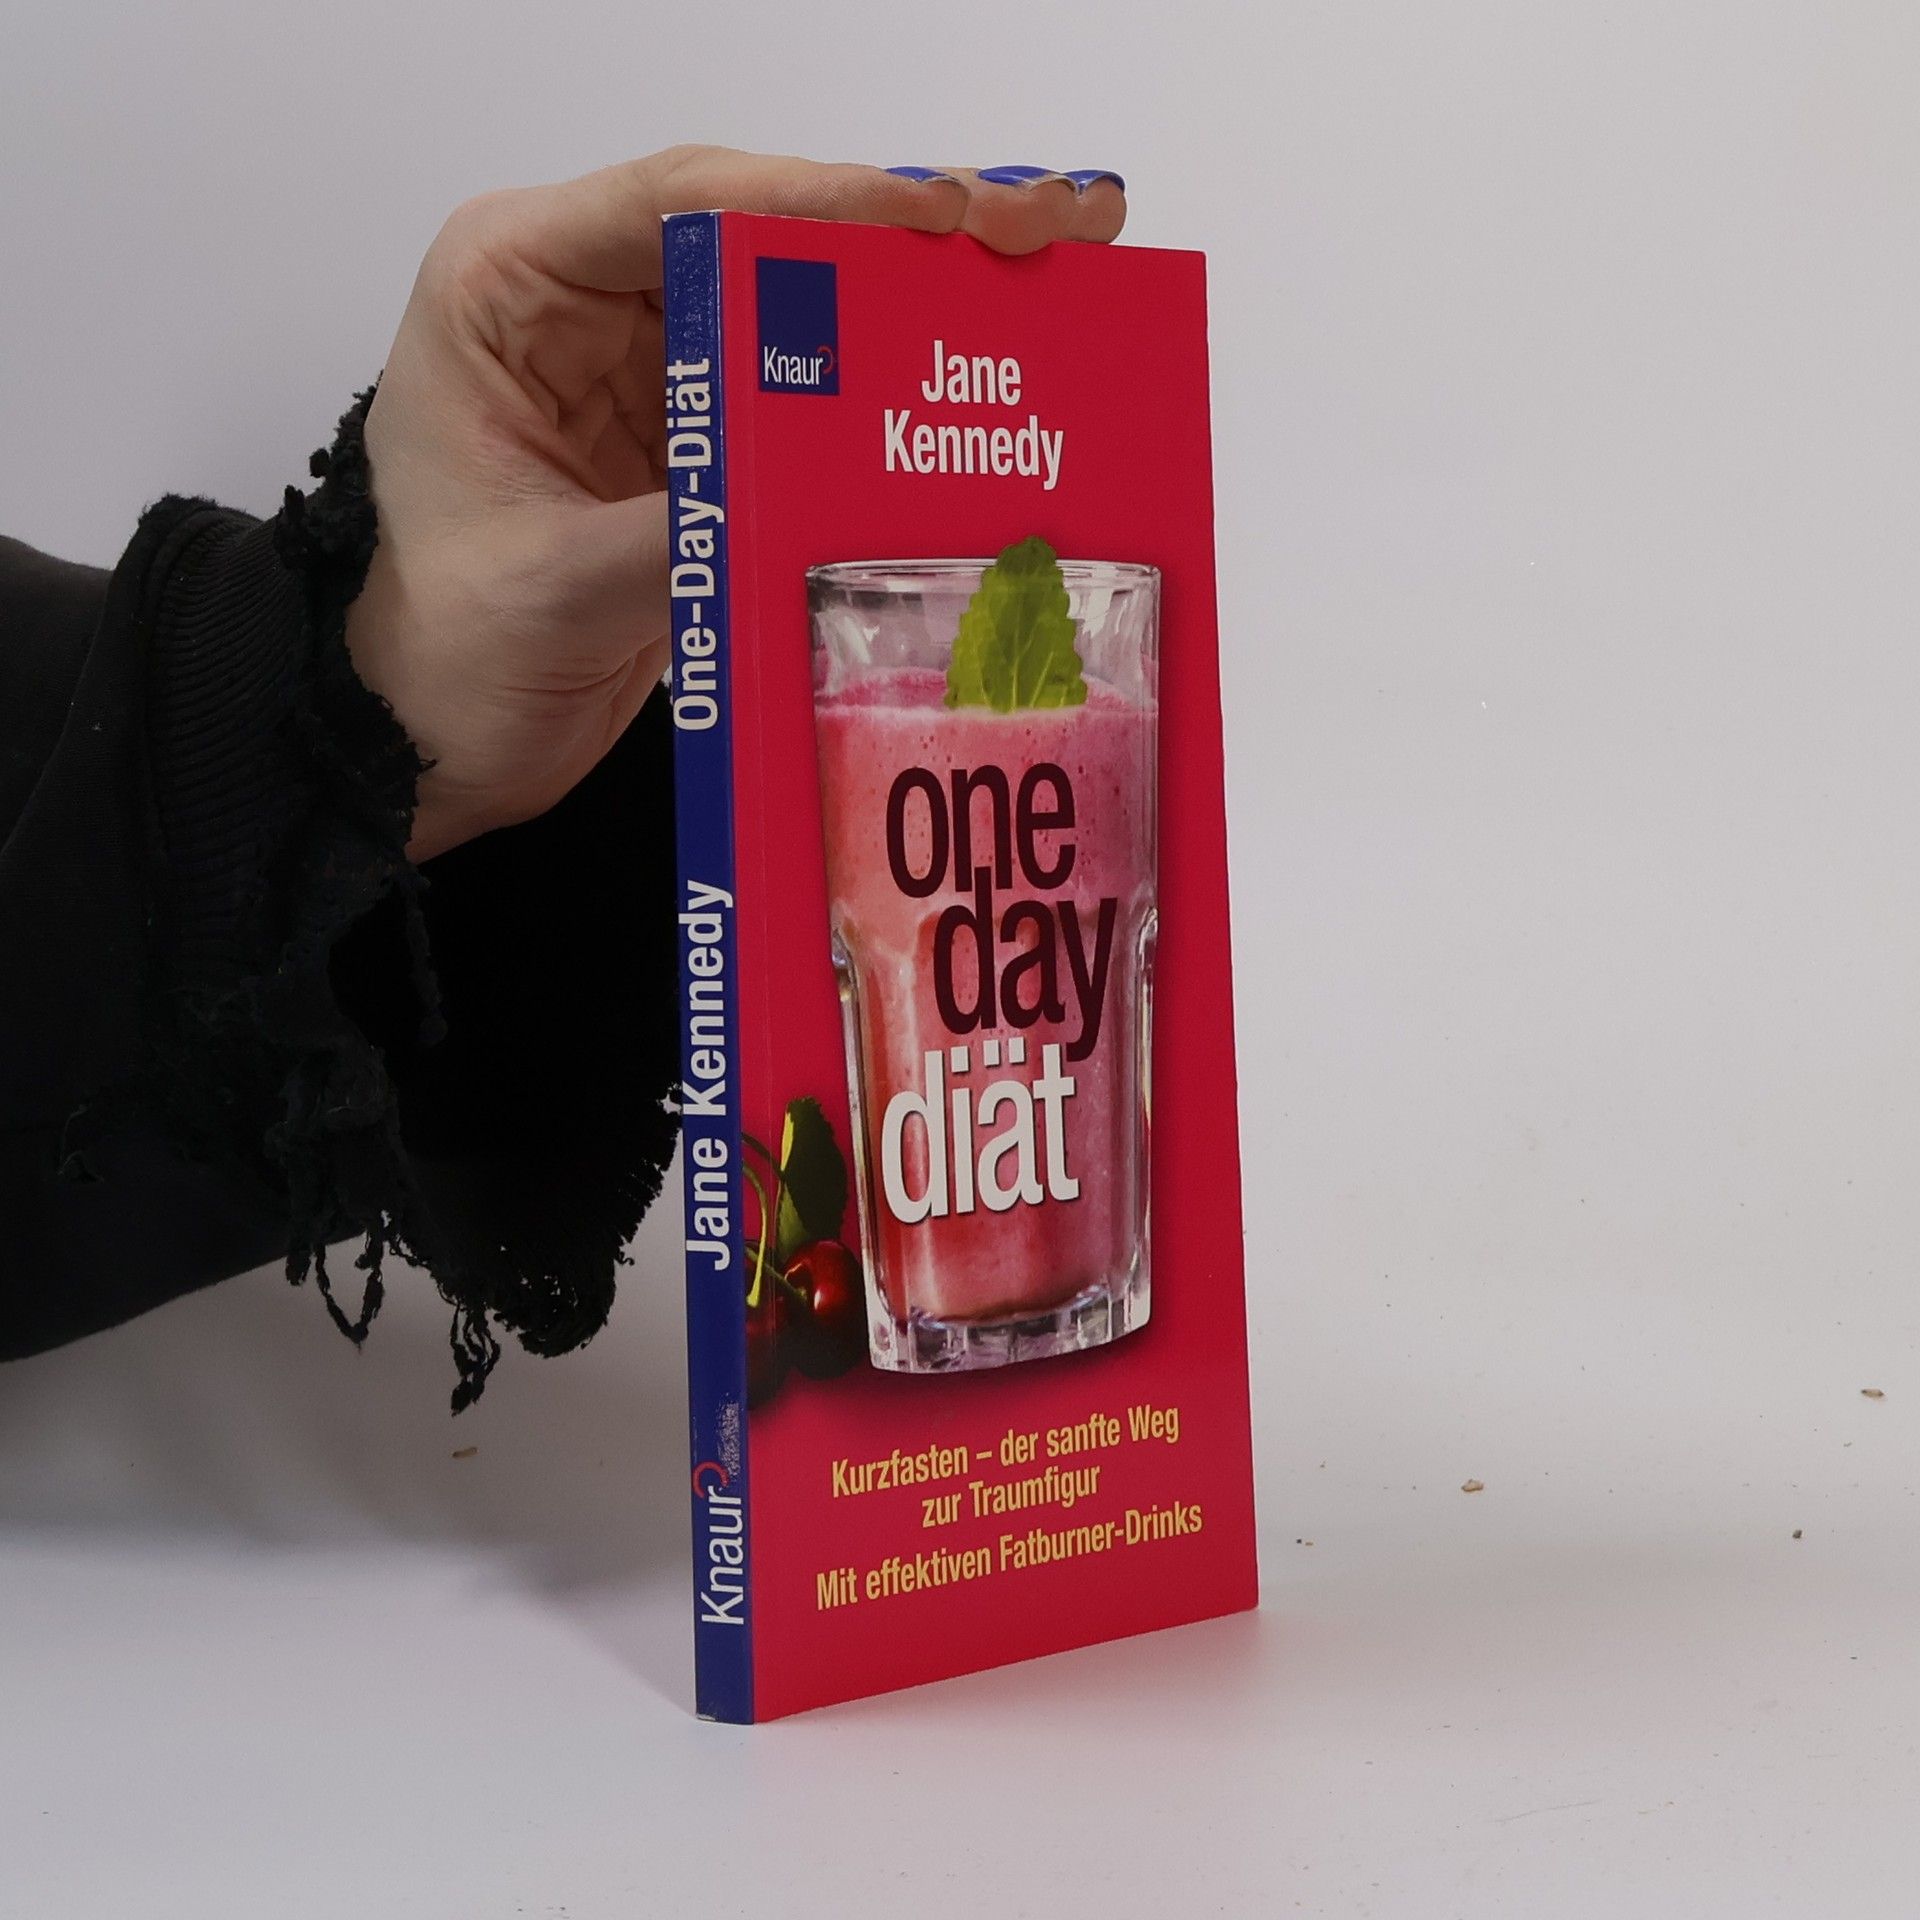 One-Day-Diät
Jane Kennedy
Knaur
Knaur
Jane
Kennedy
one
day
diät
Kurzfasten – der sanfte Weg
zur Traumfigur
Mit effektiven Fatburner-Drinks